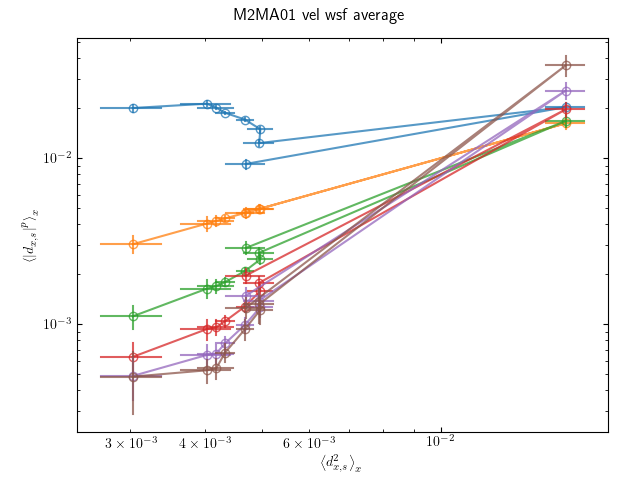 M2MA01 vel wsf average
⟨|d_{x,s}|^p⟩_x
10^{-2}
10^{-3}
3 × 10^{-3}
4 × 10^{-3}
6 × 10^{-3}
10^{-2}
⟨d_{x,s}^2⟩_x